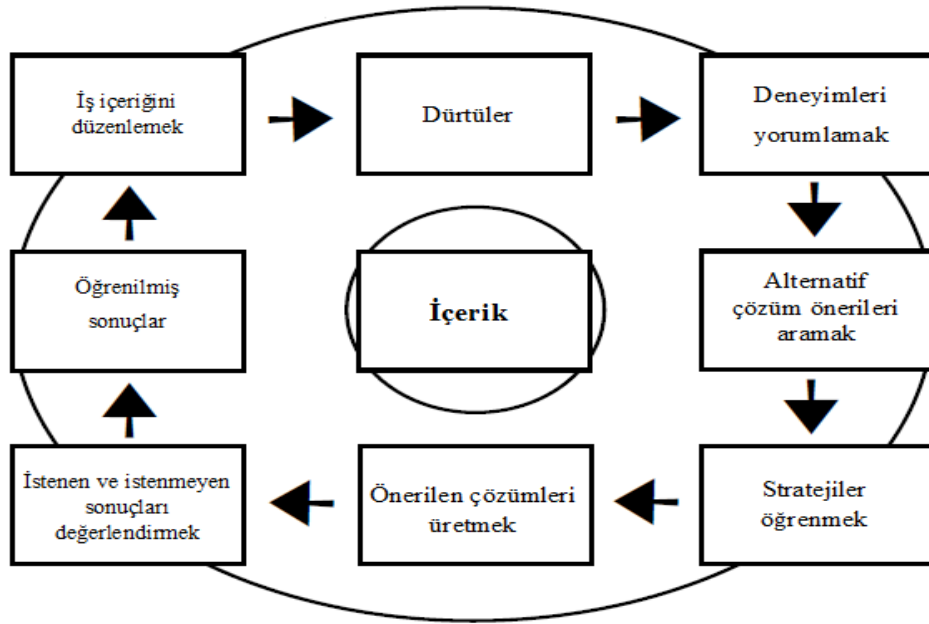 İş içeriğini
düzenlemek
Dürtüler
Deneyimleri
yorumlamak
Öğrenilmiş
sonuçlar
İçerik
Alternatif
çözüm önerileri
aramak
İstenen ve istenmeyen
sonuçları
değerlendirmek
Önerilen çözümleri
üretmek
Stratejiler
öğrenmek